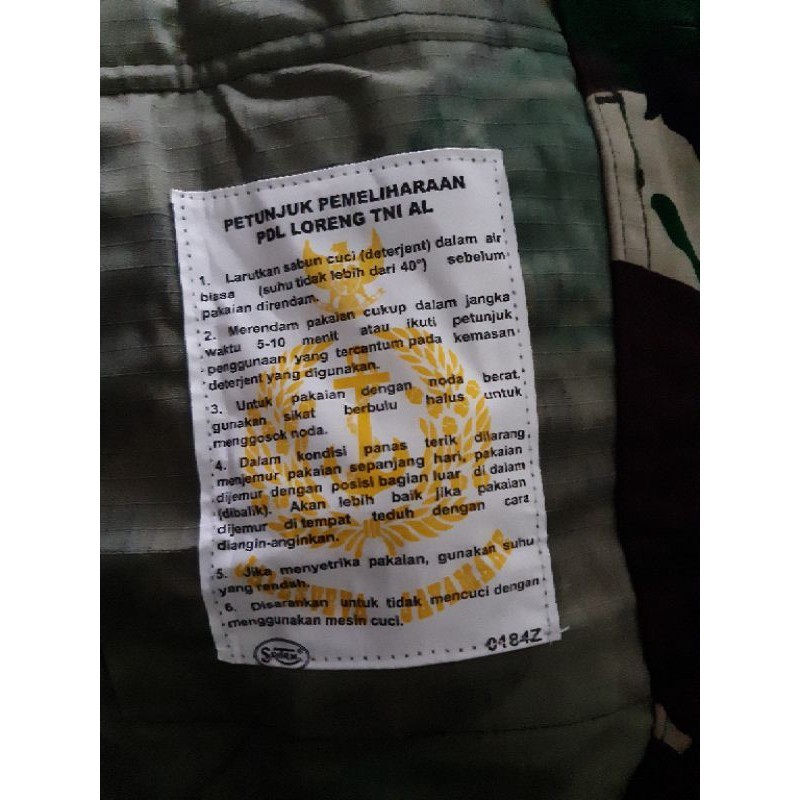 PETUNJUK PEMELIHARAAN
PDL LORENG TNI AL
1. Larutkan sabun cuci (deterjent) dalam air
biasa (suhu tidak lebih dari 40°) sebelum
pakaian direndam.
2. Merendam pakaian cukup dalam jangka
waktu 5-10 menit atau ikuti petunjuk
penggunaan yang tercantum pada kemasan
deterjent yang digunakan.
3. Untuk pakaian dengan noda berat,
gunakan sikat berbulu halus untuk
menggosok noda.
4. Dalam kondisi panas terik dilarang
menjemur pakaian sepanjang hari, pakaian
dijemur dengan posisi bagian luar di dalam
(dibalik). Akan lebih baik jika pakaian
dijemur di tempat teduh dengan cara
diangin-anginkan.
5. Jika menyetrika pakaian, gunakan suhu
yang rendah.
6. Disarankan untuk tidak mencuci dengan
menggunakan mesin cuci.
JALESVEVA JAYAMAHE
0184Z